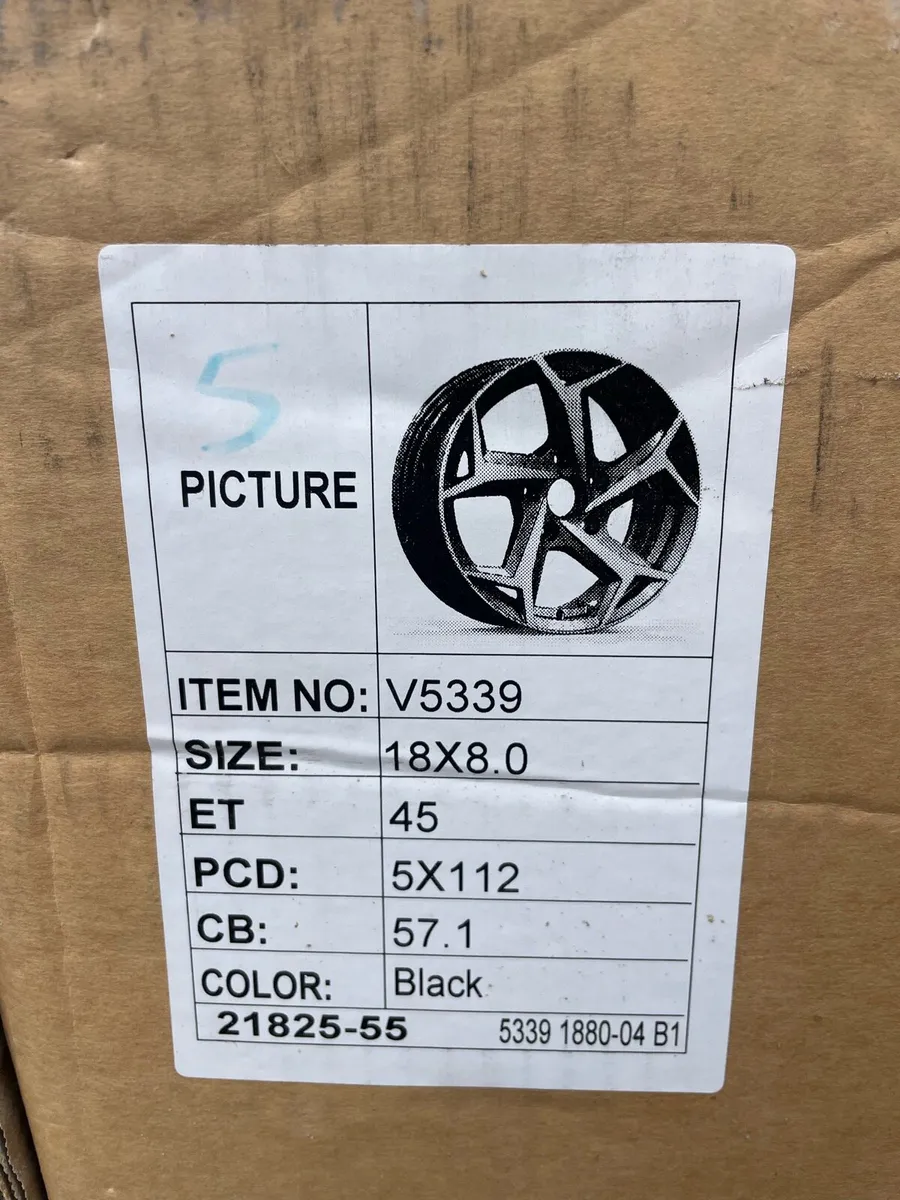 5
PICTURE
ITEM NO: V5339
SIZE: 18X8.0
ET 45
PCD: 5X112
CB: 57.1
COLOR: Black
21825-55 5339 1880-04 B1